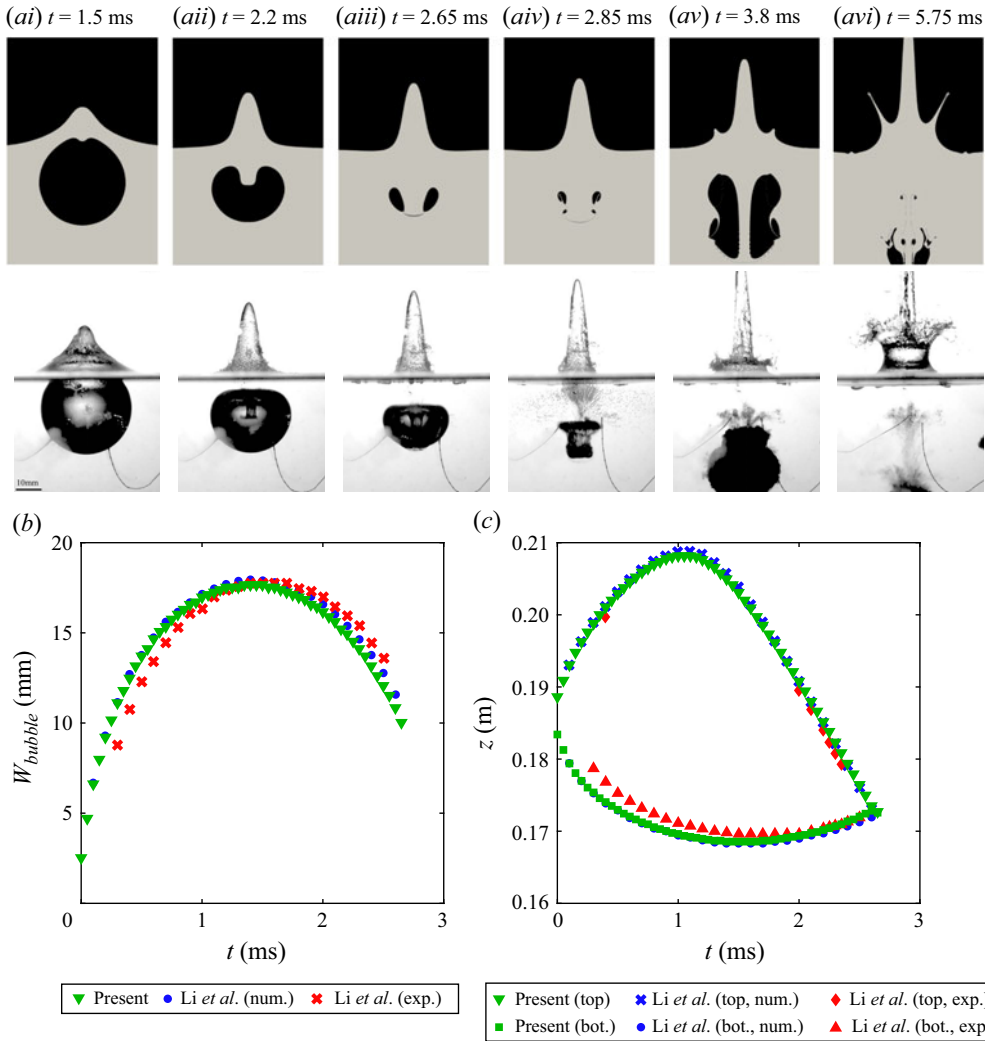 (ai) t = 1.5 ms (aii) t = 2.2 ms (aiii) t = 2.65 ms (aiv) t = 2.85 ms (av) t = 3.8 ms (avi) t = 5.75 ms
10mm
(b) (c)
20
15
10
5
0
0 1 2 3
W_bubble (mm)
t (ms)
0.21
0.20
0.19
0.18
0.17
0.16
0 1 2 3
z (m)
t (ms)
Present Li et al. (num.) Li et al. (exp.)
Present (top) Li et al. (top, num.) Li et al. (top, exp.)
Present (bot.) Li et al. (bot., num.) Li et al. (bot., exp